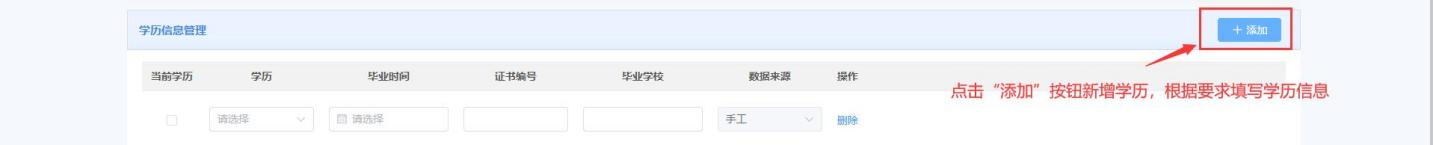 学历信息管理
+ 添加
当前学历 学历 毕业时间 证书编号 毕业学校 数据来源 操作
点击“添加”按钮新增学历，根据要求填写学历信息
请选择 请选择 手工 删除